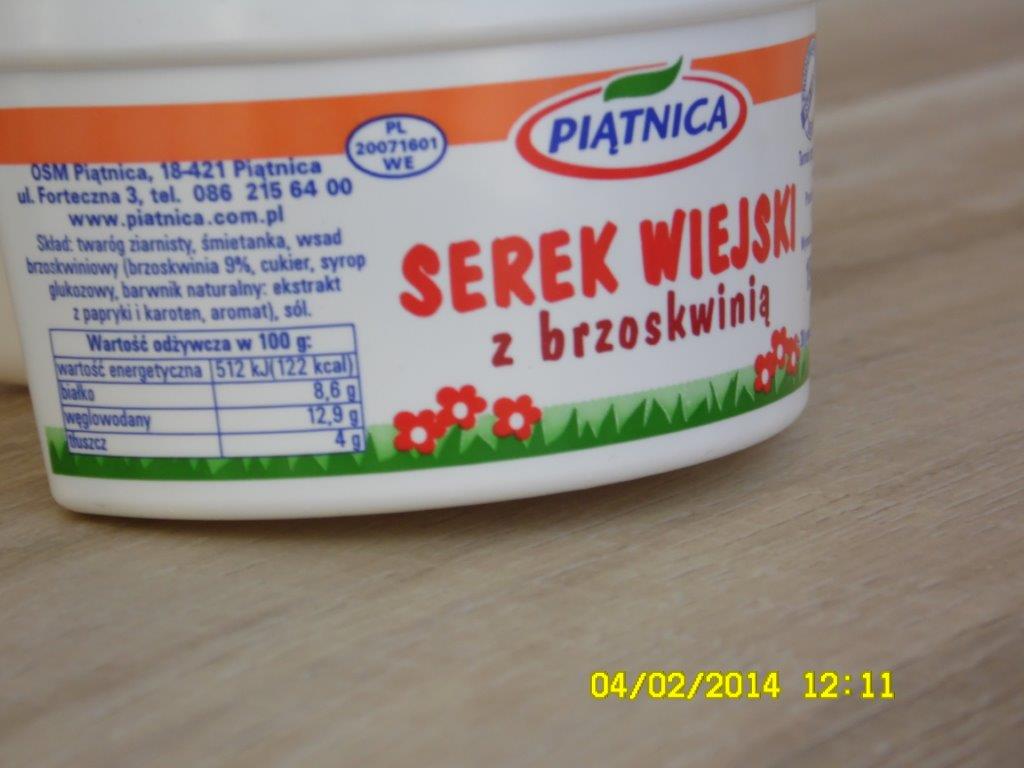 OSM Piątnica, 18-421 Piątnica
ul. Forteczna 3, tel. 086 215 64 00
www.piatnica.com.pl
Skład: twaróg ziarnisty, śmietanka, wsad
brzoskwiniowy (brzoskwinia 9%, cukier, syrop
glukozowy, barwnik naturalny: ekstrakt
z papryki i karoten, aromat), sól.
Wartość odżywcza w 100 g:
wartość energetyczna 512 kJ(122 kcal)
białko 8,6 g
węglowodany 12,9 g
tłuszcz 4 g
PL
20071601
WE
PIĄTNICA
SEREK WIEJSKI
z brzoskwinią
04/02/2014 12:11